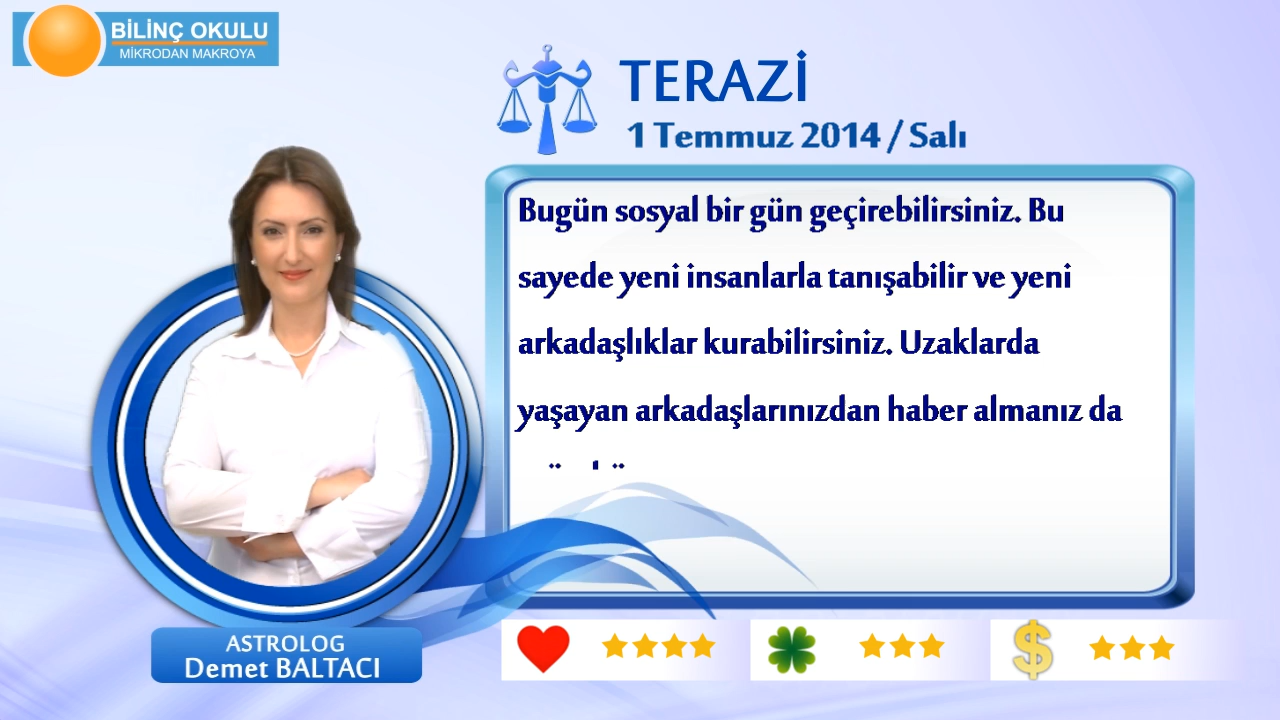 BİLİNÇ OKULU
MİKRODAN MAKROYA
TERAZİ
1 Temmuz 2014 / Salı
Bugün sosyal bir gün geçirebilirsiniz. Bu
sayede yeni insanlarla tanışabilir ve yeni
arkadaşlıklar kurabilirsiniz. Uzaklarda
yaşayan arkadaşlarınızdan haber almanız da
ASTROLOG
Demet BALTACI